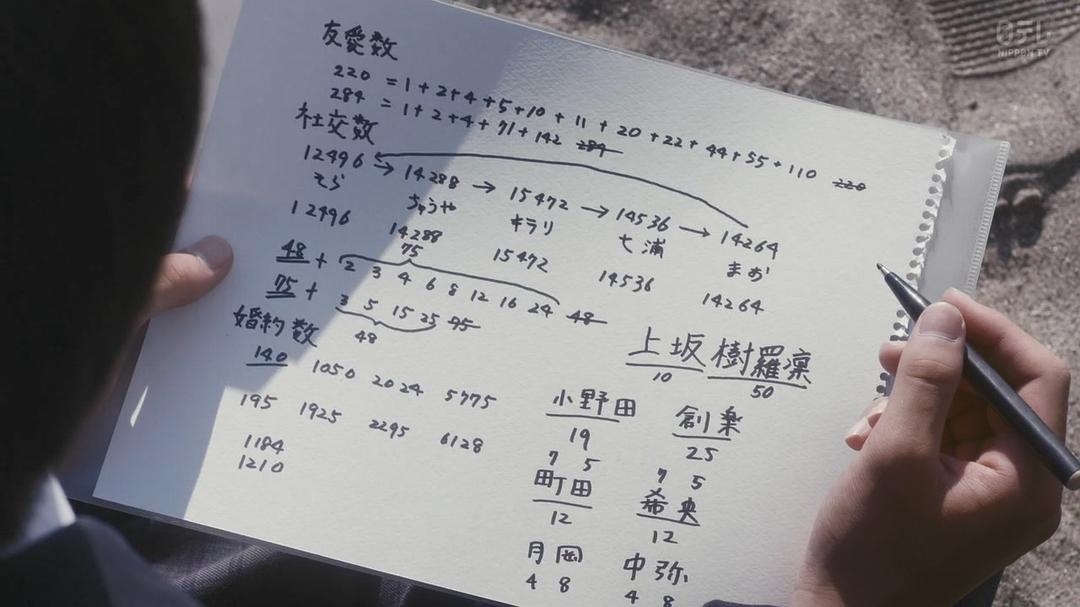 日テレ
NIPPON TV
友愛数
220 = 1 + 2 + 4 + 5 + 10 + 11 + 20 + 22 + 44 + 55 + 110 220
284 = 1 + 2 + 4 + 71 + 142 284
社交数
12496 → 14288 → 15472 → 14536 → 14264
そら ちゅうや キラリ 七浦 まお
12496 14288 15472 14536 14264
75
48 + 2 3 4 6 8 12 16 24 48
75 + 3 5 15 25 75
48
婚約数
140 1050 2024 5775
195 1925 2295 6128
1184
1210
上坂 樹羅凜
10 50
小野田 創楽
19 25
7 5 7 5
町田 希央
12 12
月岡 中弥
4 8 4 8